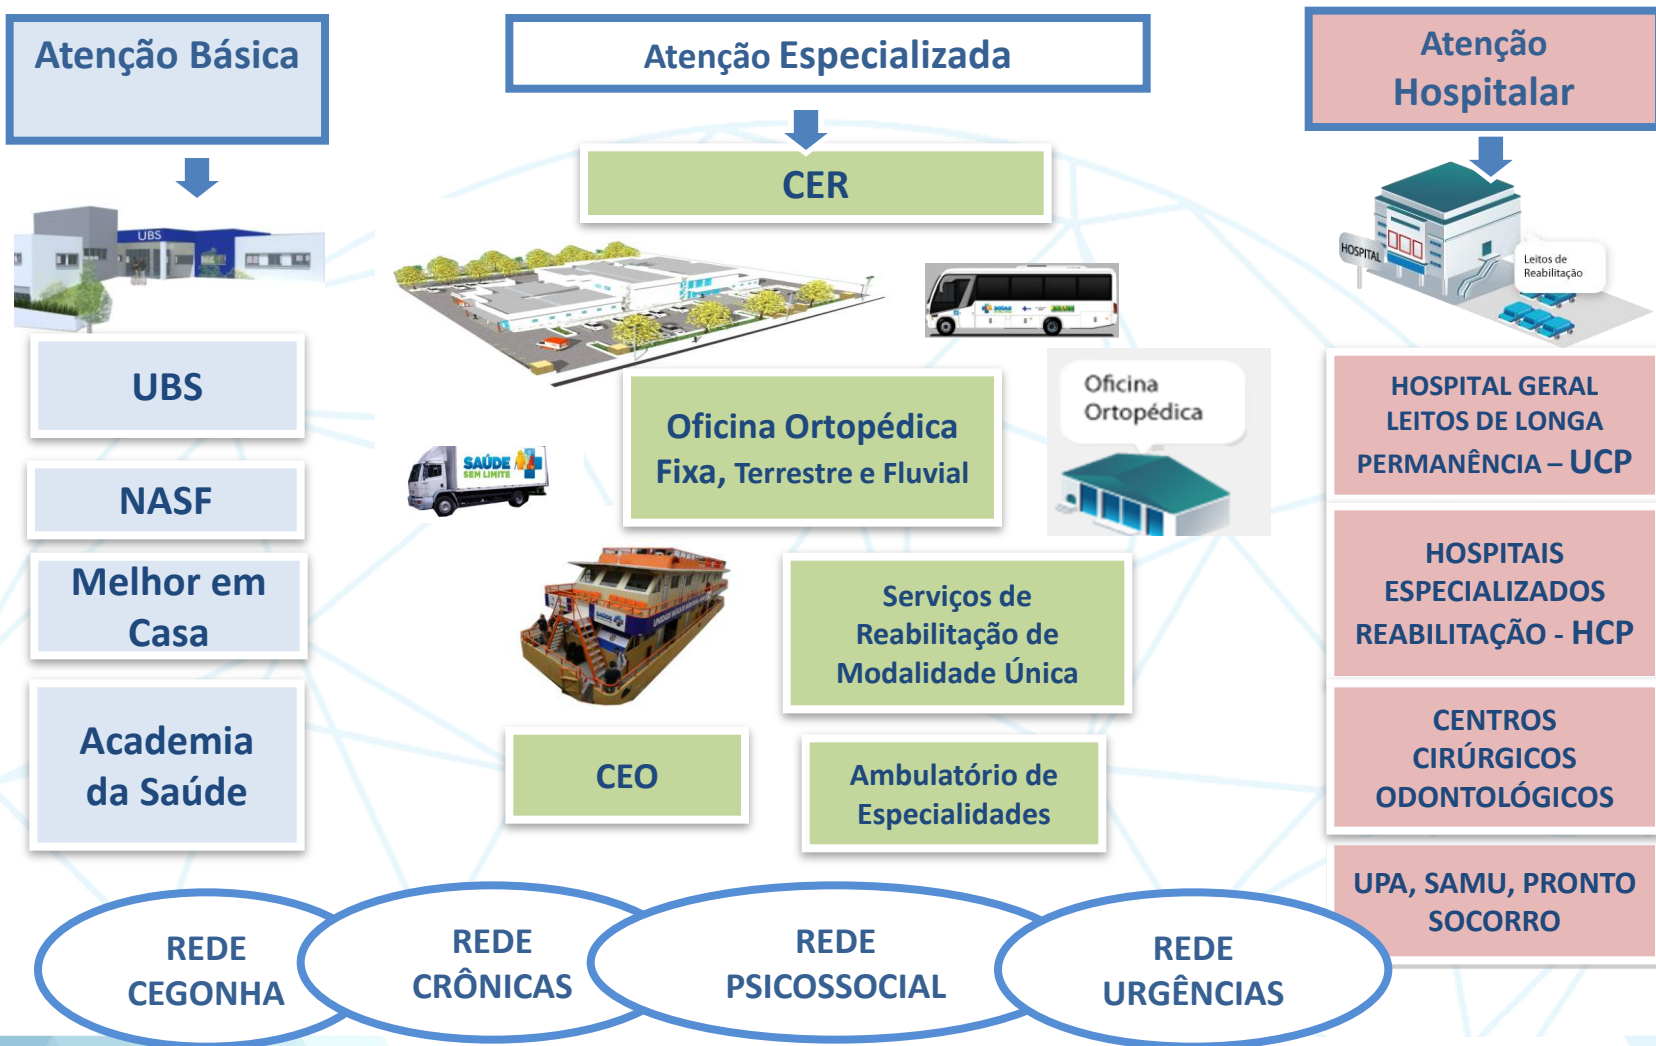 Atenção Básica
Atenção Especializada
Atenção
Hospitalar
UBS
UBS
NASF
Melhor em
Casa
Academia
da Saúde
CER
Oficina Ortopédica
Fixa, Terrestre e Fluvial
Oficina
Ortopédica
SAÚDE
SEM LIMITE
SAÚDE
Serviços de
Reabilitação de
Modalidade Única
CEO
Ambulatório de
Especialidades
HOSPITAL
Leitos de
Reabilitação
HOSPITAL GERAL
LEITOS DE LONGA
PERMANÊNCIA – UCP
HOSPITAIS
ESPECIALIZADOS
REABILITAÇÃO - HCP
CENTROS
CIRÚRGICOS
ODONTOLÓGICOS
UPA, SAMU, PRONTO
SOCORRO
REDE
CEGONHA
REDE
CRÔNICAS
REDE
PSICOSSOCIAL
REDE
URGÊNCIAS